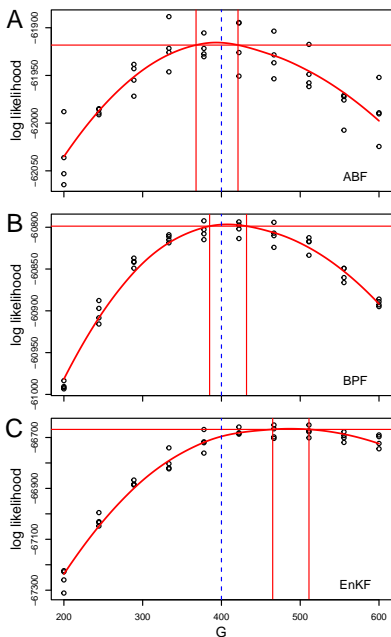 A
log likelihood
−61900
−61950
−62000
−62050
ABF
B
log likelihood
−60800
−60850
−60900
−60950
−61000
BPF
C
log likelihood
−66700
−66900
−67100
−67300
EnKF
200 300 400 500 600
G